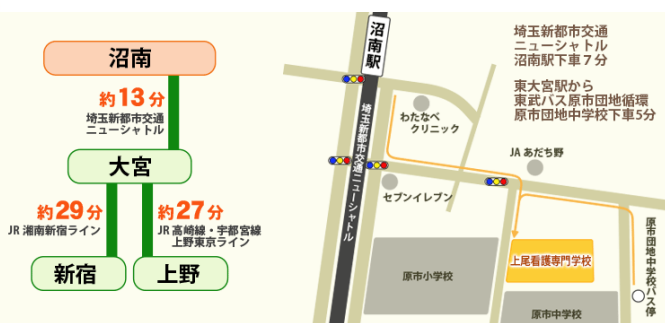 沼南
約13分
埼玉新都市交通
ニューシャトル
大宮
約29分
JR 湘南新宿ライン
約27分
JR 高崎線・宇都宮線
上野東京ライン
新宿
上野
沼南駅
埼玉新都市交通ニューシャトル
わたなべ
クリニック
セブンイレブン
原市小学校
埼玉新都市交通
ニューシャトル
沼南駅下車7分
東大宮駅から
東武バス原市団地循環
原市団地中学校下車5分
JA あだち野
上尾看護専門学校
原市中学校
原市団地中学校バス停